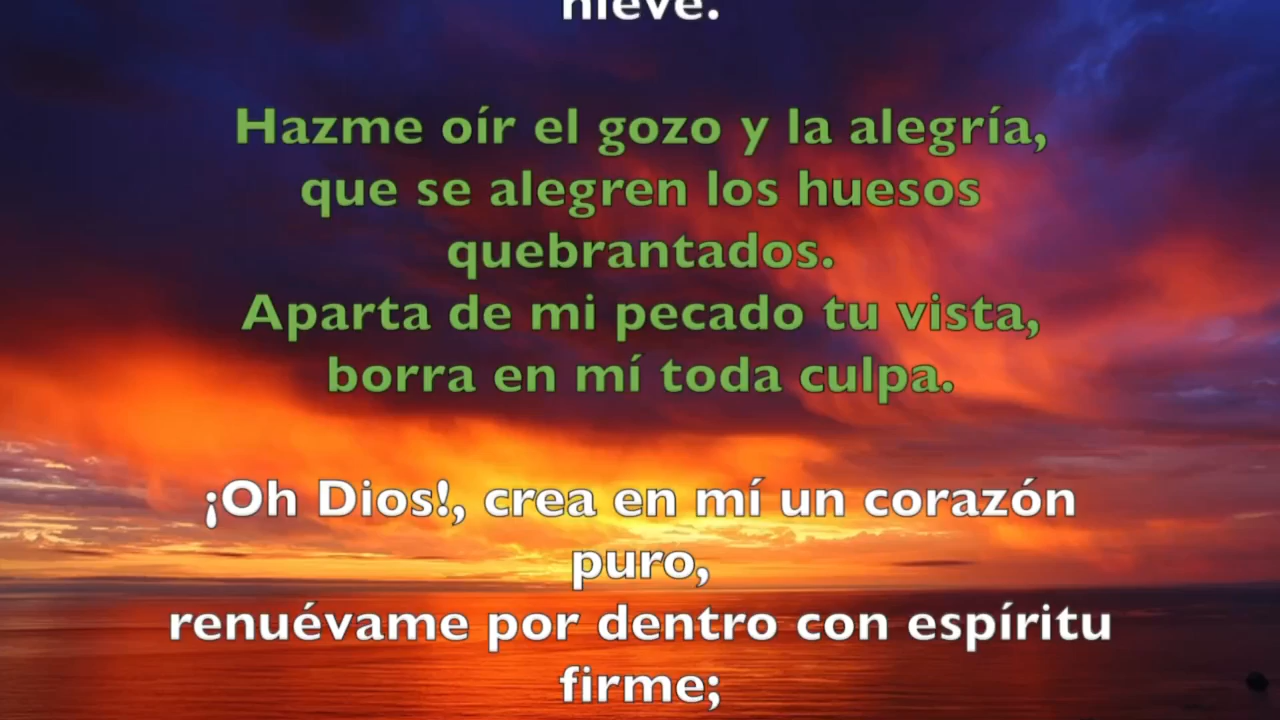 nieve.
Hazme oír el gozo y la alegría,
que se alegren los huesos
quebrantados.
Aparta de mi pecado tu vista,
borra en mí toda culpa.
¡Oh Dios!, crea en mí un corazón
puro,
renuévame por dentro con espíritu
firme;